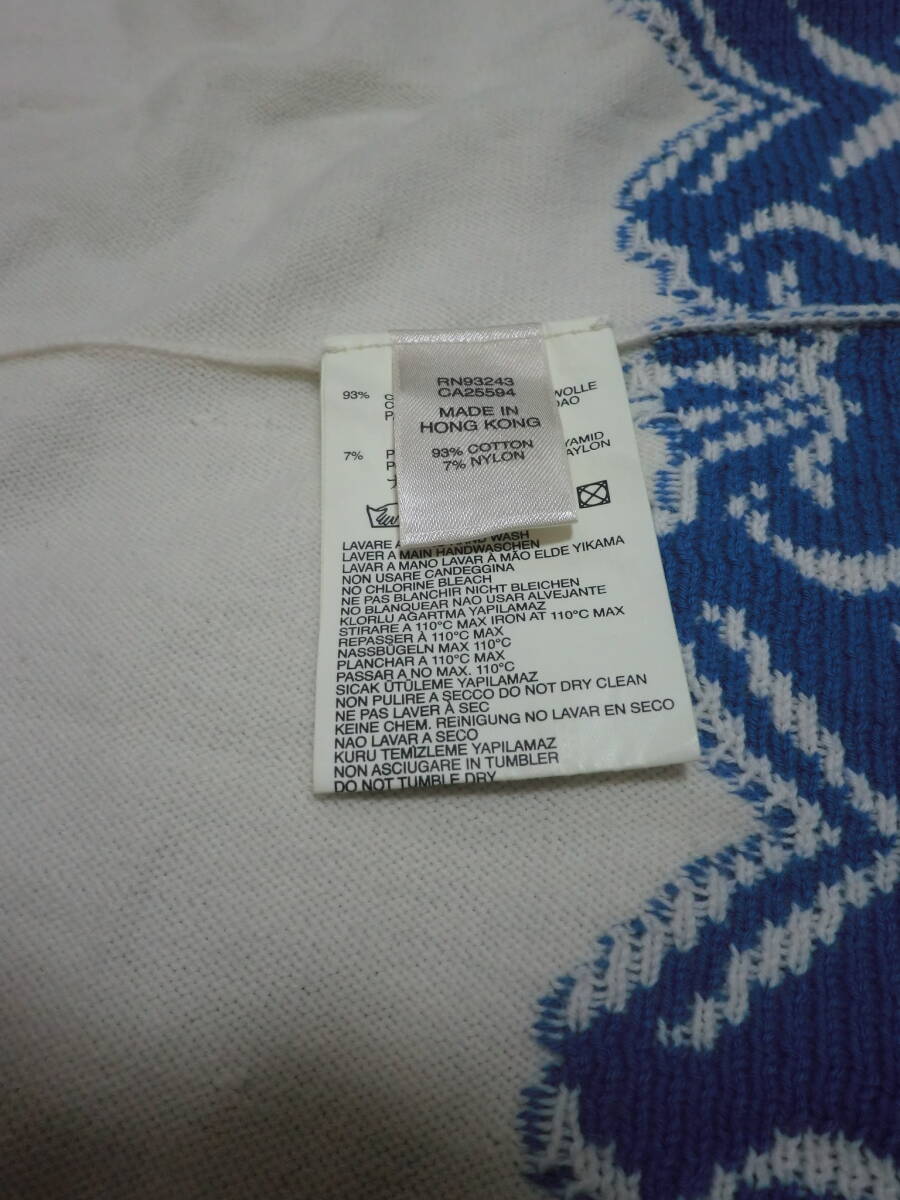 RN93243
CA25594
MADE IN
HONG KONG
93% COTTON
7% NYLON
93%
7%
LAVARE A HAND WASH
LAVER A MAIN HANDWASCHEN
LAVAR A MANO LAVAR À MÃO ELDE YIKAMA
NON USARE CANDEGGINA
NO CHLORINE BLEACH
NE PAS BLANCHIR NICHT BLEICHEN
NO BLANQUEAR NAO USAR ALVEJANTE
KLORLU AGARTMA YAPILAMAZ
STIRARE A 110°C MAX IRON AT 110°C MAX
REPASSER À 110°C MAX
NASSBÜGELN MAX 110°C
PLANCHAR A 110°C MAX
PASSAR A NO MAX. 110°C
SICAK ÜTÜLEME YAPILAMAZ
NON PULIRE A SECCO DO NOT DRY CLEAN
NE PAS LAVER À SEC
KEINE CHEM. REiNIGUNG NO LAVAR EN SECO
NAO LAVAR A SECO
KURU TEMİZLEME YAPILAMAZ
NON ASCIUGARE IN TUMBLER
DO NOT TUMBLE DRY